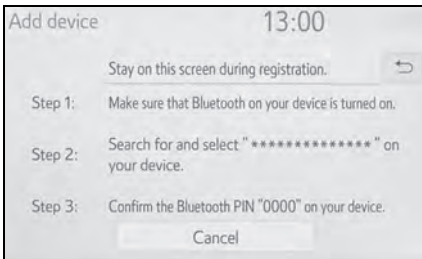 Add device 13:00
Stay on this screen during registration.
Step 1: Make sure that Bluetooth on your device is turned on.
Step 2: Search for and select "**************" on
your device.
Step 3: Confirm the Bluetooth PIN "0000" on your device.
Cancel